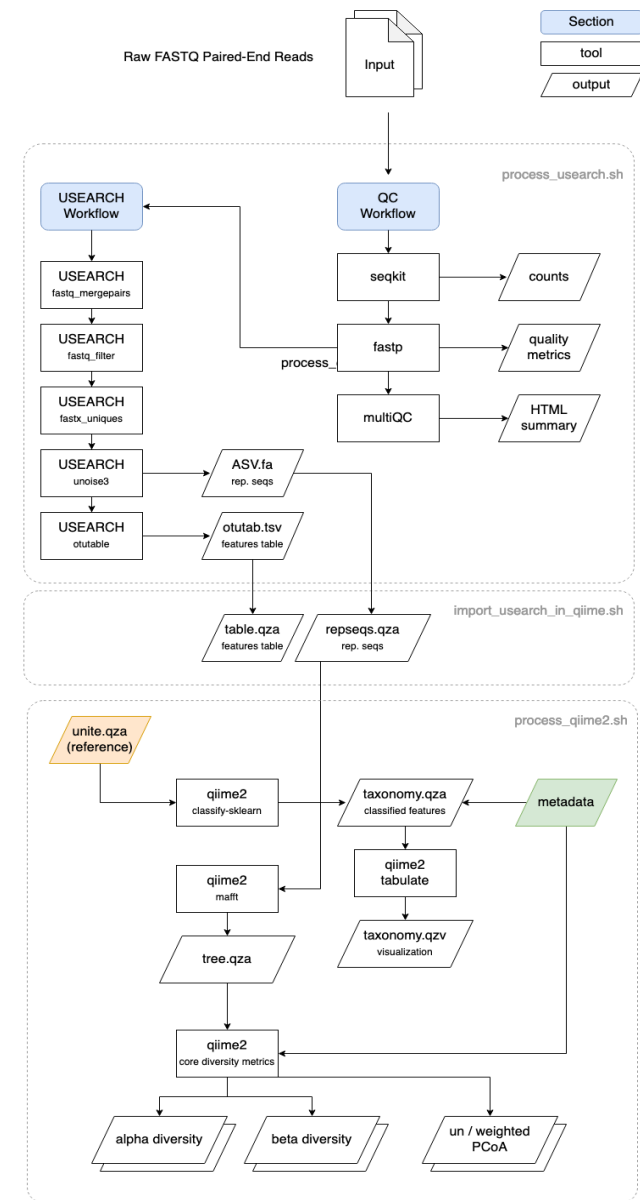 Section
Raw FASTQ Paired-End Reads
Input
tool
output
process_usearch.sh
USEARCH
Workflow
QC
Workflow
USEARCH
fastq_mergepairs
seqkit
counts
USEARCH
fastq_filter
fastp
process_
quality
metrics
USEARCH
fastx_uniques
multiQC
HTML
summary
USEARCH
unoise3
ASV.fa
rep. seqs
USEARCH
otutable
otutab.tsv
features table
import_usearch_in_qiime.sh
table.qza
features table
repseqs.qza
rep. seqs
process_qiime2.sh
unite.qza
(reference)
qiime2
classify-sklearn
taxonomy.qza
classified features
metadata
qiime2
tabulate
qiime2
mafft
taxonomy.qzv
visualization
tree.qza
qiime2
core diversity metrics
alpha diversity
beta diversity
un / weighted
PCoA